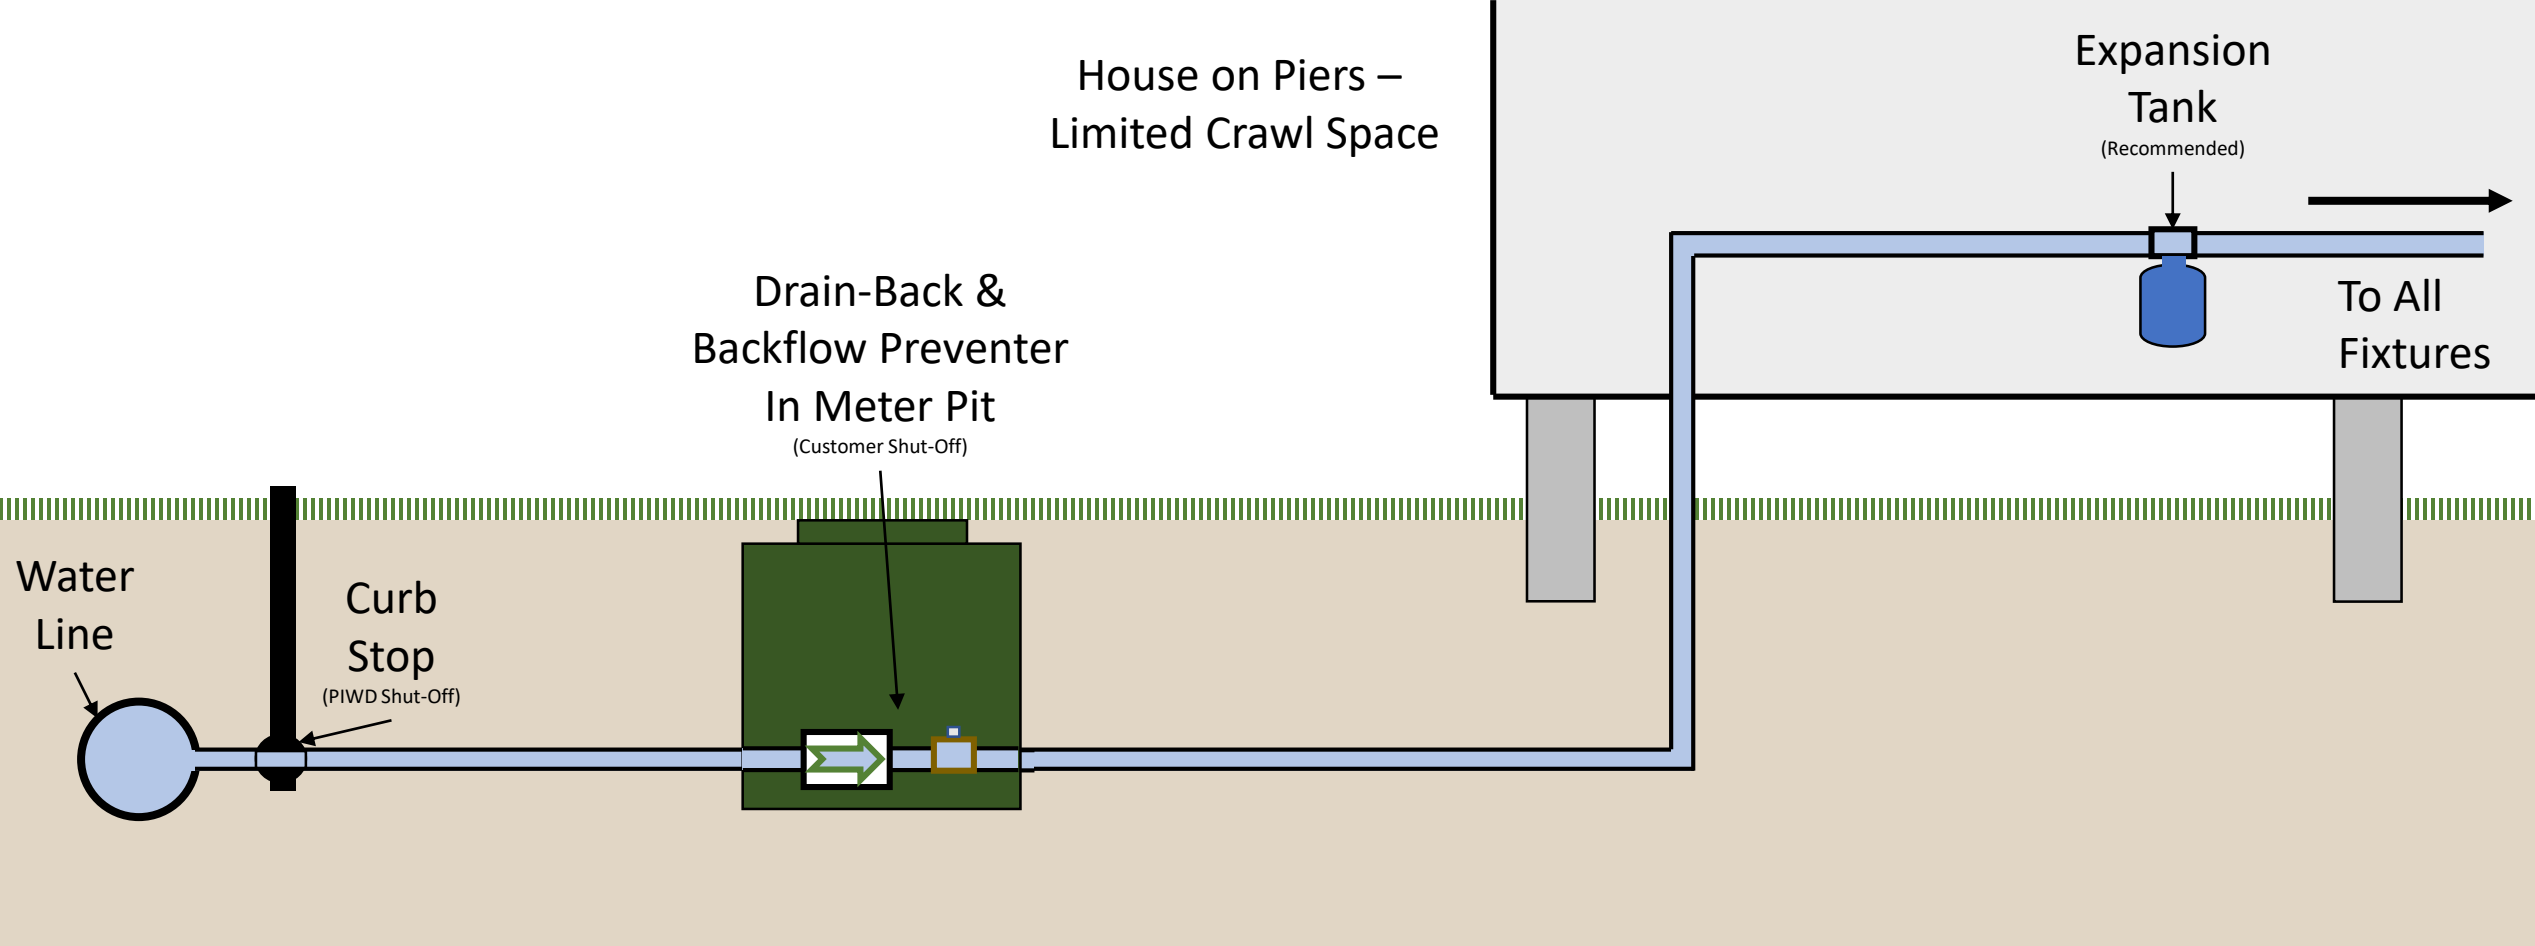 House on Piers –
Limited Crawl Space
Expansion
Tank
(Recommended)
To All
Fixtures
Drain-Back &
Backflow Preventer
In Meter Pit
(Customer Shut-Off)
Water
Line
Curb
Stop
(PIWD Shut-Off)